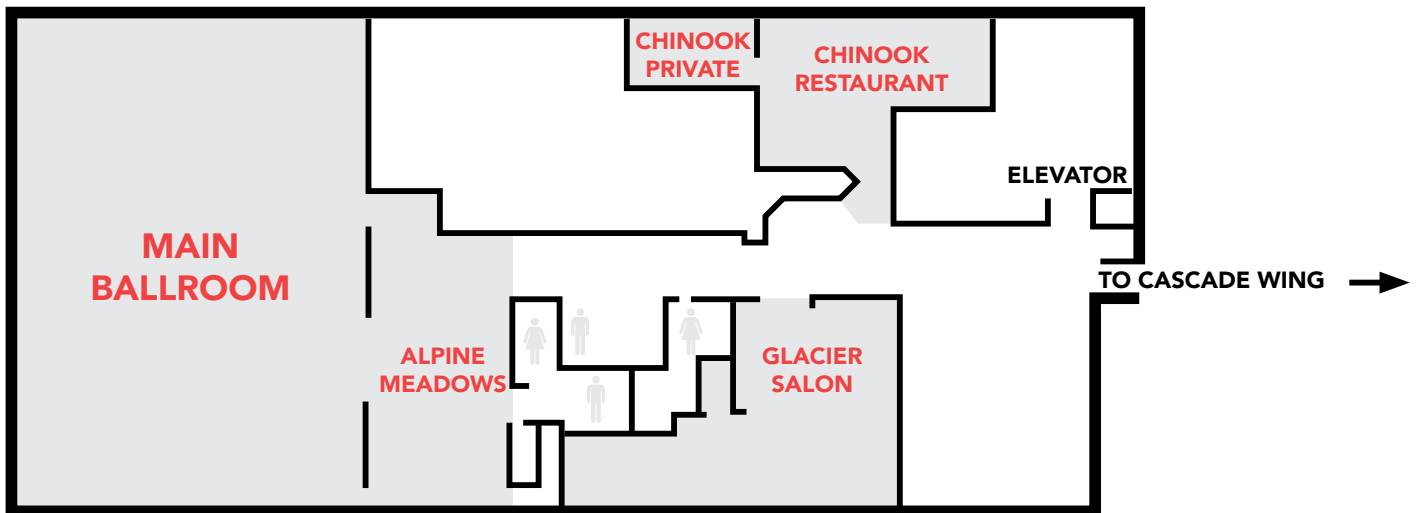 CHINOOK
PRIVATE
CHINOOK
RESTAURANT
ELEVATOR
MAIN
BALLROOM
TO CASCADE WING
ALPINE
MEADOWS
GLACIER
SALON